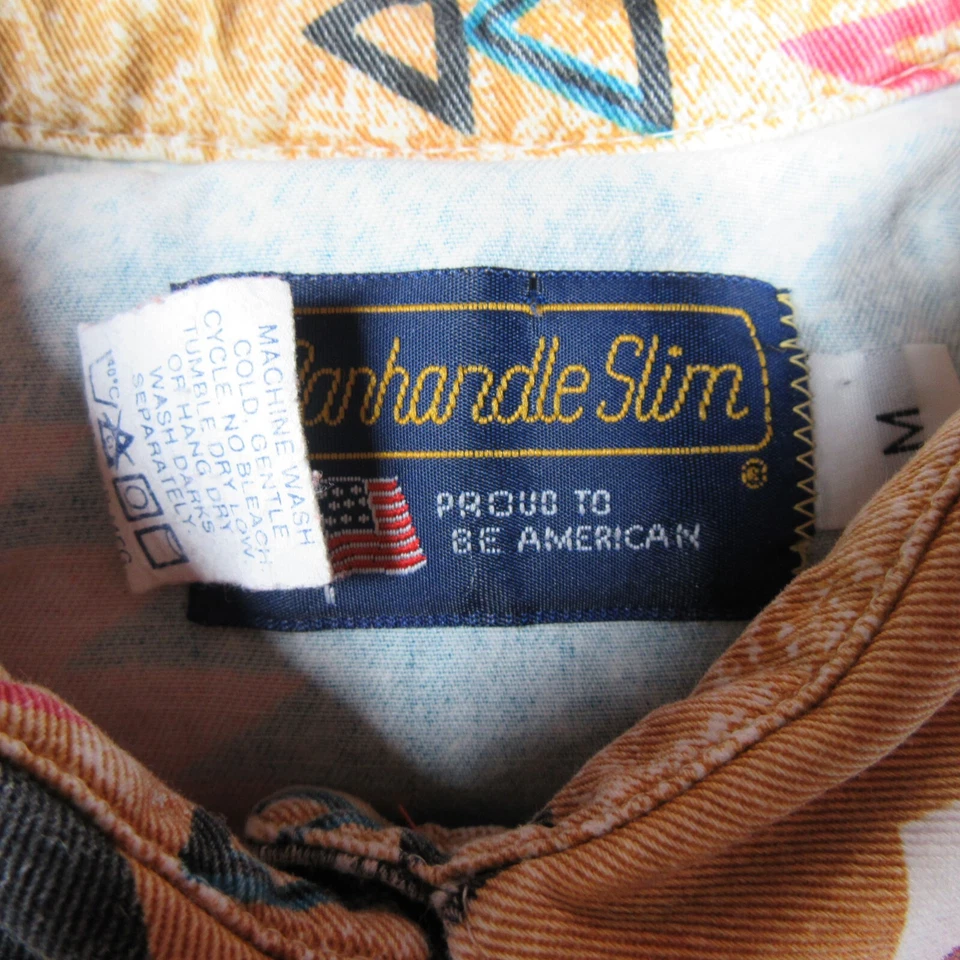 Panhandle Slim
®
PROUD TO
BE AMERICAN
M
MACHINE WASH
COLD, GENTLE
CYCLE, NO BLEACH
TUMBLE DRY LOW
OR HANG DRY
WASH DARKS
SEPARATELY
40°C